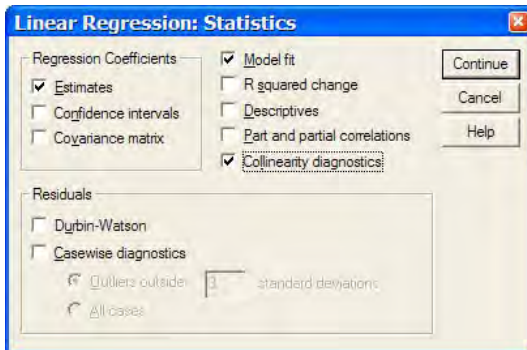 Linear Regression: Statistics
Regression Coefficients
Estimates
Confidence intervals
Covariance matrix
Model fit
R squared change
Descriptives
Part and partial correlations
Collinearity diagnostics
Continue
Cancel
Help
Residuals
Durbin-Watson
Casewise diagnostics
Outliers outside: 3 standard deviations
All cases